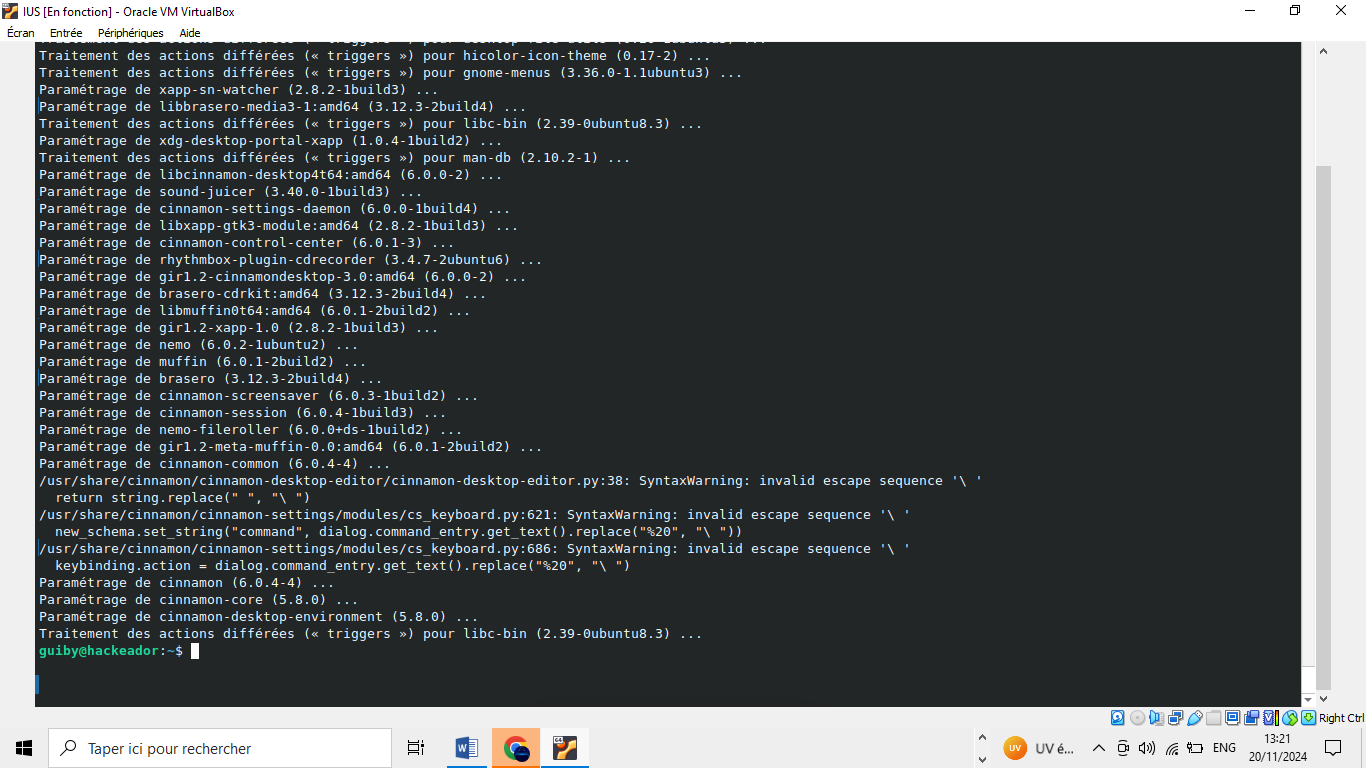 IUS [En fonction] - Oracle VM VirtualBox
Écran Entrée Périphériques Aide
Traitement des actions différées (« triggers ») pour hicolor-icon-theme (0.17-2) ...
Traitement des actions différées (« triggers ») pour gnome-menus (3.36.0-1.1ubuntu3) ...
Paramétrage de xapp-sn-watcher (2.8.2-1build3) ...
Paramétrage de libbrasero-media3-1:amd64 (3.12.3-2build4) ...
Traitement des actions différées (« triggers ») pour libc-bin (2.39-0ubuntu8.3) ...
Paramétrage de xdg-desktop-portal-xapp (1.0.4-1build2) ...
Traitement des actions différées (« triggers ») pour man-db (2.10.2-1) ...
Paramétrage de libcinnamon-desktop4t64:amd64 (6.0.0-2) ...
Paramétrage de sound-juicer (3.40.0-1build3) ...
Paramétrage de cinnamon-settings-daemon (6.0.0-1build4) ...
Paramétrage de libxapp-gtk3-module:amd64 (2.8.2-1build3) ...
Paramétrage de cinnamon-control-center (6.0.1-3) ...
Paramétrage de rhythmbox-plugin-cdrecorder (3.4.7-2ubuntu6) ...
Paramétrage de gir1.2-cinnamondesktop-3.0:amd64 (6.0.0-2) ...
Paramétrage de brasero-cdrkit:amd64 (3.12.3-2build4) ...
Paramétrage de libmuffin0t64:amd64 (6.0.1-2build2) ...
Paramétrage de gir1.2-xapp-1.0 (2.8.2-1build3) ...
Paramétrage de nemo (6.0.2-1ubuntu2) ...
Paramétrage de muffin (6.0.1-2build2) ...
Paramétrage de brasero (3.12.3-2build4) ...
Paramétrage de cinnamon-screensaver (6.0.3-1build2) ...
Paramétrage de cinnamon-session (6.0.4-1build3) ...
Paramétrage de nemo-fileroller (6.0.0+ds-1build2) ...
Paramétrage de gir1.2-meta-muffin-0.0:amd64 (6.0.1-2build2) ...
Paramétrage de cinnamon-common (6.0.4-4) ...
/usr/share/cinnamon/cinnamon-desktop-editor/cinnamon-desktop-editor.py:38: SyntaxWarning: invalid escape sequence '\ '
  return string.replace(" ", "\ ")
/usr/share/cinnamon/cinnamon-settings/modules/cs_keyboard.py:621: SyntaxWarning: invalid escape sequence '\ '
  new_schema.set_string("command", dialog.command_entry.get_text().replace("%20", "\ "))
/usr/share/cinnamon/cinnamon-settings/modules/cs_keyboard.py:686: SyntaxWarning: invalid escape sequence '\ '
  keybinding.action = dialog.command_entry.get_text().replace("%20", "\ ")
Paramétrage de cinnamon (6.0.4-4) ...
Paramétrage de cinnamon-core (5.8.0) ...
Paramétrage de cinnamon-desktop-environment (5.8.0) ...
Traitement des actions différées (« triggers ») pour libc-bin (2.39-0ubuntu8.3) ...
guiby@hackeador:~$
Right Ctrl
Taper ici pour rechercher
UV
UV é...
ENG
13:21
20/11/2024